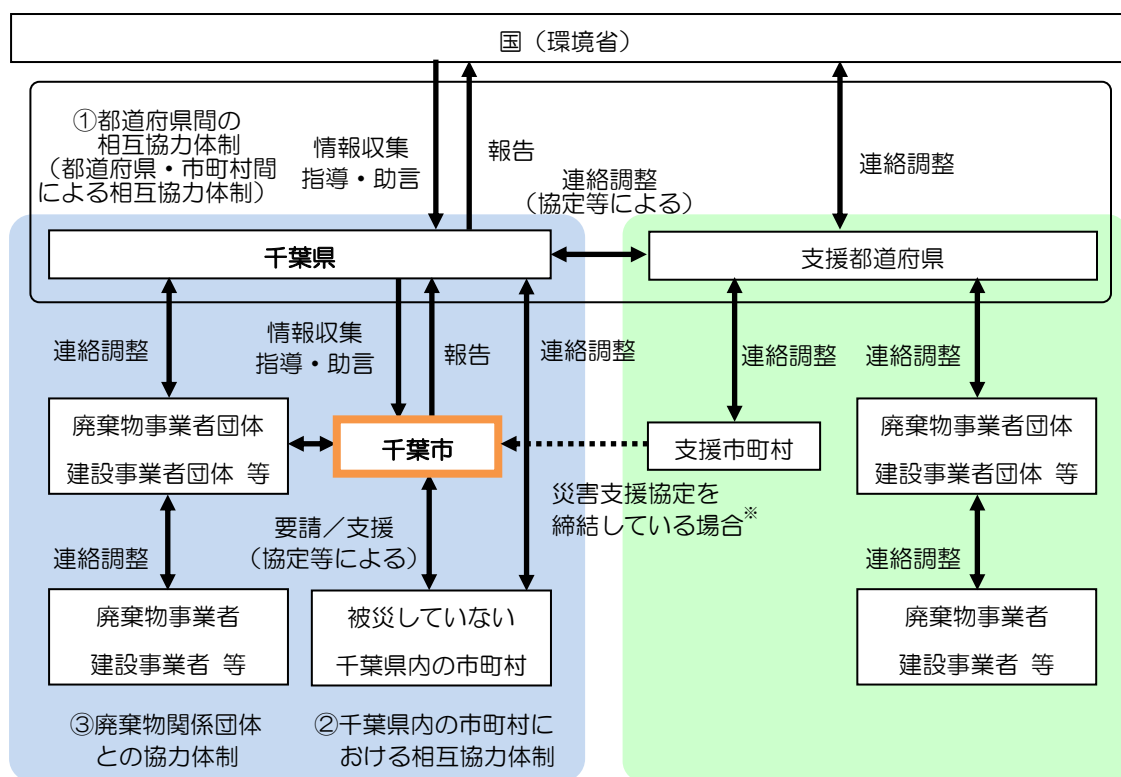 国（環境省）
①都道府県間の
相互協力体制
（都道府県・市町村間
による相互協力体制）
情報収集
指導・助言
報告
連絡調整
（協定等による）
連絡調整
千葉県
支援都道府県
連絡調整
情報収集
指導・助言
報告
連絡調整
連絡調整
連絡調整
廃棄物事業者団体
建設事業者団体 等
千葉市
支援市町村
廃棄物事業者団体
建設事業者団体 等
災害支援協定を
締結している場合※
連絡調整
要請／支援
（協定等による）
連絡調整
廃棄物事業者
建設事業者 等
被災していない
千葉県内の市町村
廃棄物事業者
建設事業者 等
③廃棄物関係団体
との協力体制
②千葉県内の市町村に
おける相互協力体制